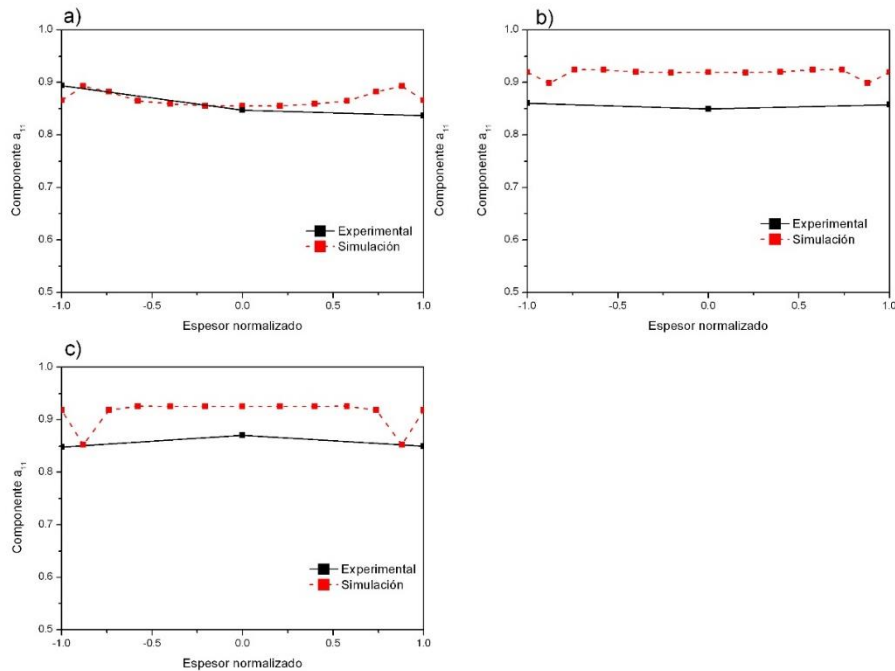 a)
1.0
0.9
0.8
0.7
0.6
0.5
Componente a₁₁
Experimental
Simulación
-1.0 -0.5 0.0 0.5 1.0
Espesor normalizado
b)
1.0
0.9
0.8
0.7
0.6
0.5
Componente a₁₁
Experimental
Simulación
-1.0 -0.5 0.0 0.5 1.0
Espesor normalizado
c)
1.0
0.9
0.8
0.7
0.6
0.5
Componente a₁₁
Experimental
Simulación
-1.0 -0.5 0.0 0.5 1.0
Espesor normalizado